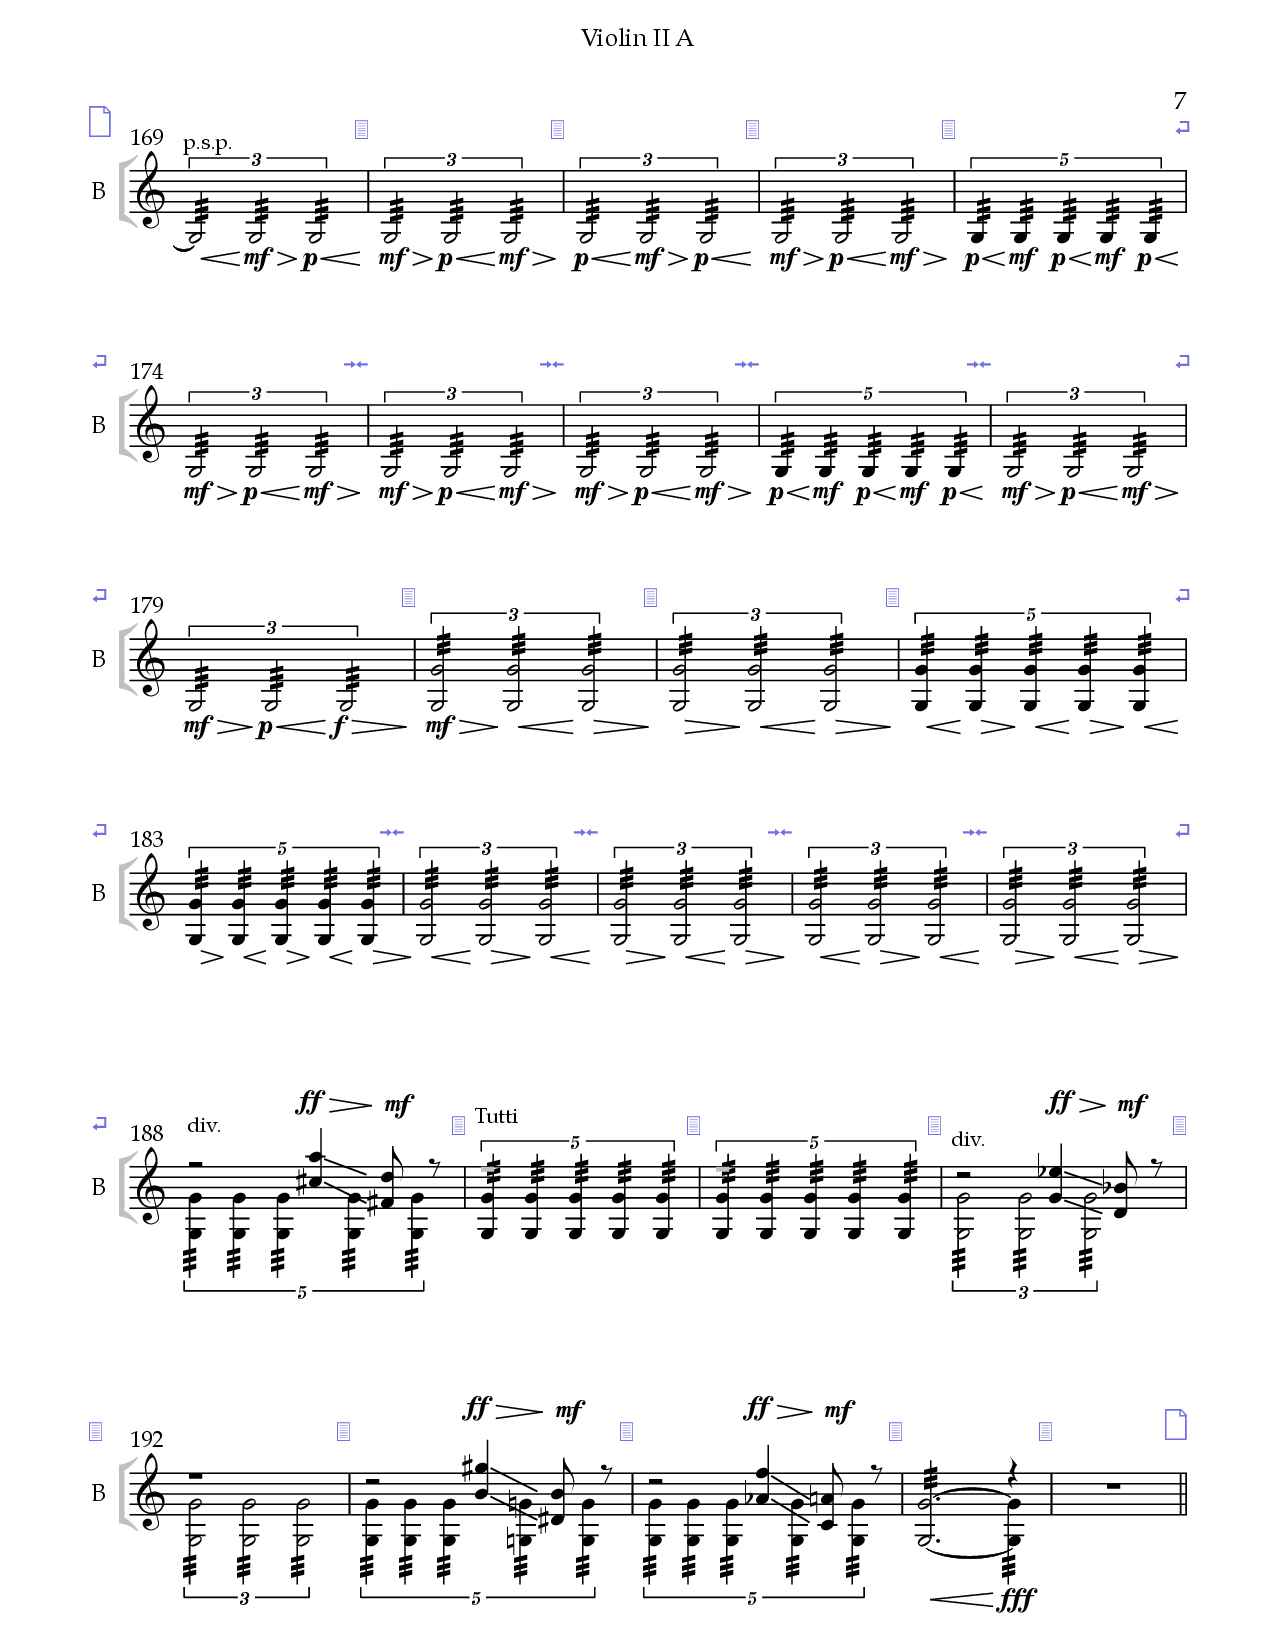 Violin II A
7
169 p.s.p. 3 3 3 3 5
B
mf p mf p mf p mf p mf p mf p mf p mf p
174 3 3 3 5 3
B
mf p mf mf p mf mf p mf p mf p mf p mf p mf
179 3 3 3 5
B
mf p f mf
183 5 3 3 3 3
B
ff mf ff mf
188 div. Tutti 5 5 div.
B
5 3
ff mf ff mf
192
B
3 5 5 fff